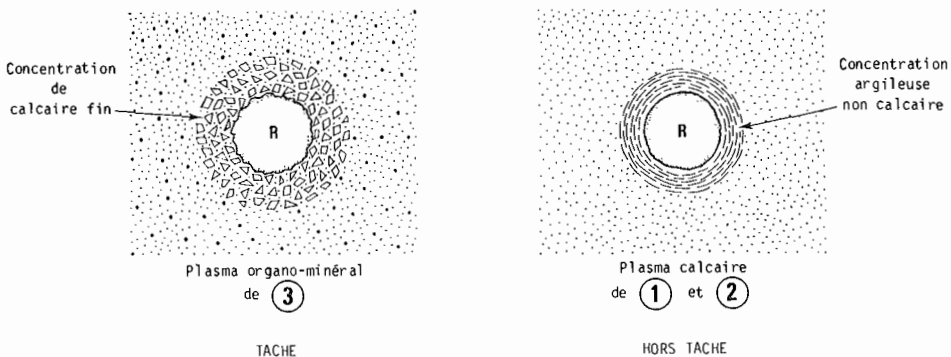 Concentration
de
calcaire fin
R
Plasma organo-minéral
de 3
TACHE
Concentration
argileuse
non calcaire
R
Plasma calcaire
de 1 et 2
HORS TACHE